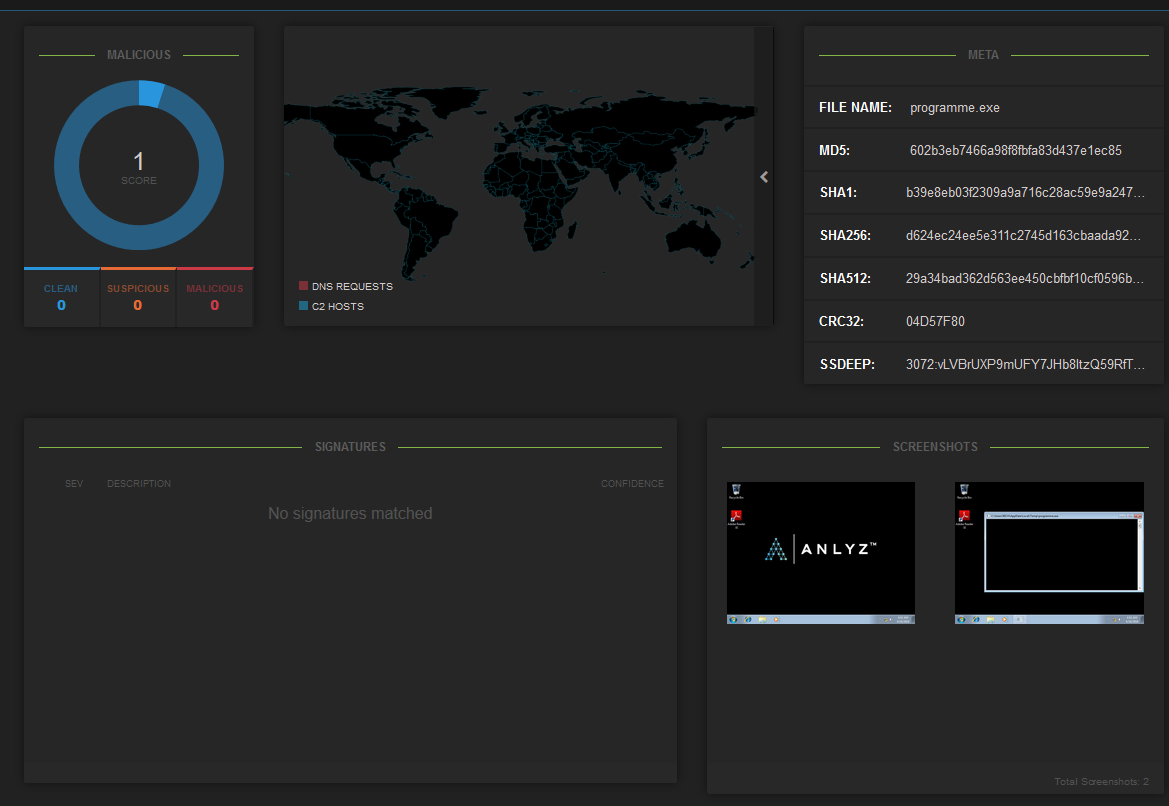 MALICIOUS
1
SCORE
CLEAN
0
SUSPICIOUS
0
MALICIOUS
0
DNS REQUESTS
C2 HOSTS
META
FILE NAME: programme.exe
MD5: 602b3eb7466a98f8fbfa83d437e1ec85
SHA1: b39e8eb03f2309a9a716c28ac59e9a247...
SHA256: d624ec24ee5e311c2745d163cbaada92...
SHA512: 29a34bad362d563ee450cbfbf10cf0596b...
CRC32: 04D57F80
SSDEEP: 3072:vLVBrUXP9mUFY7JHb8ltzQ59RfT...
SIGNATURES
SEV DESCRIPTION CONFIDENCE
No signatures matched
SCREENSHOTS
ANLYZ™
Total Screenshots: 2